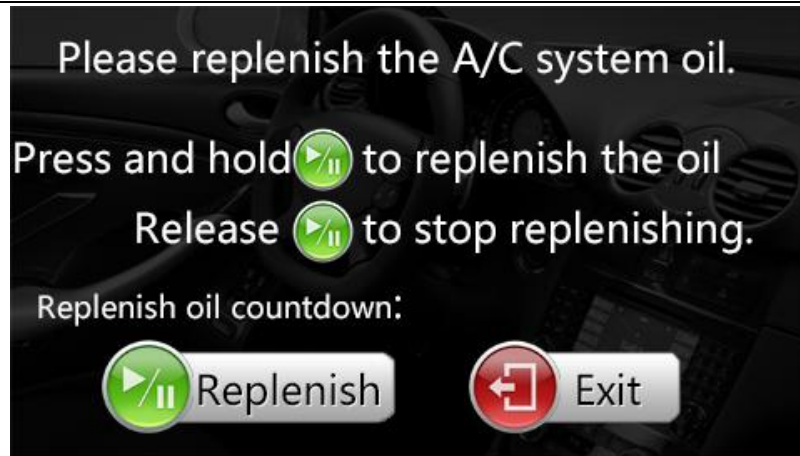 Please replenish the A/C system oil.
Press and hold to replenish the oil
Release to stop replenishing.
Replenish oil countdown:
Replenish Exit